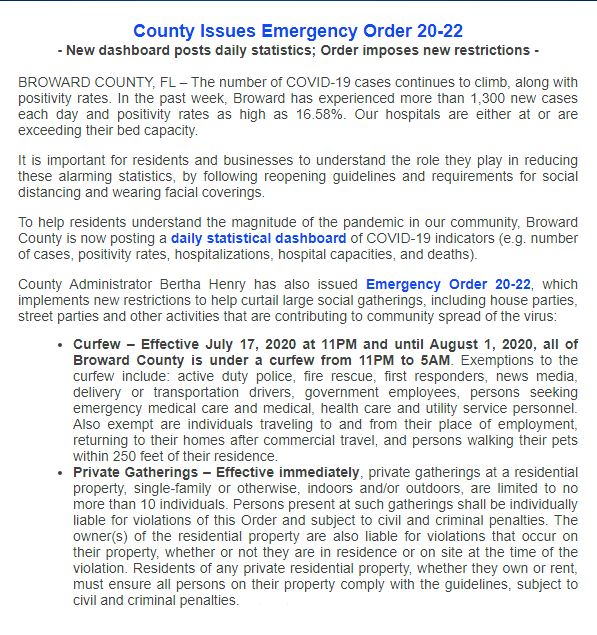 County Issues Emergency Order 20-22
- New dashboard posts daily statistics; Order imposes new restrictions -
BROWARD COUNTY, FL – The number of COVID-19 cases continues to climb, along with
positivity rates. In the past week, Broward has experienced more than 1,300 new cases
each day and positivity rates as high as 16.58%. Our hospitals are either at or are
exceeding their bed capacity.
It is important for residents and businesses to understand the role they play in reducing
these alarming statistics, by following reopening guidelines and requirements for social
distancing and wearing facial coverings.
To help residents understand the magnitude of the pandemic in our community, Broward
County is now posting a daily statistical dashboard of COVID-19 indicators (e.g. number
of cases, positivity rates, hospitalizations, hospital capacities, and deaths).
County Administrator Bertha Henry has also issued Emergency Order 20-22, which
implements new restrictions to help curtail large social gatherings, including house parties,
street parties and other activities that are contributing to community spread of the virus:
• Curfew – Effective July 17, 2020 at 11PM and until August 1, 2020, all of
Broward County is under a curfew from 11PM to 5AM. Exemptions to the
curfew include: active duty police, fire rescue, first responders, news media,
delivery or transportation drivers, government employees, persons seeking
emergency medical care and medical, health care and utility service personnel.
Also exempt are individuals traveling to and from their place of employment,
returning to their homes after commercial travel, and persons walking their pets
within 250 feet of their residence.
• Private Gatherings – Effective immediately, private gatherings at a residential
property, single-family or otherwise, indoors and/or outdoors, are limited to no
more than 10 individuals. Persons present at such gatherings shall be individually
liable for violations of this Order and subject to civil and criminal penalties. The
owner(s) of the residential property are also liable for violations that occur on
their property, whether or not they are in residence or on site at the time of the
violation. Residents of any private residential property, whether they own or rent,
must ensure all persons on their property comply with the guidelines, subject to
civil and criminal penalties.